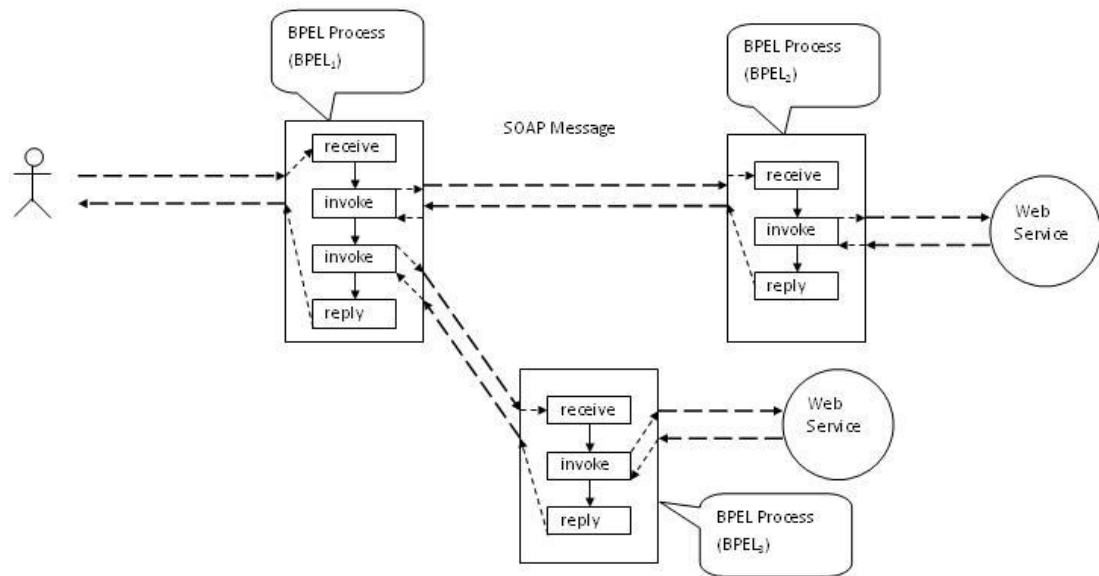 BPEL Process
(BPEL₁)
BPEL Process
(BPEL₂)
SOAP Message
receive
invoke
invoke
reply
receive
invoke
reply
Web
Service
receive
invoke
reply
Web
Service
BPEL Process
(BPEL₃)